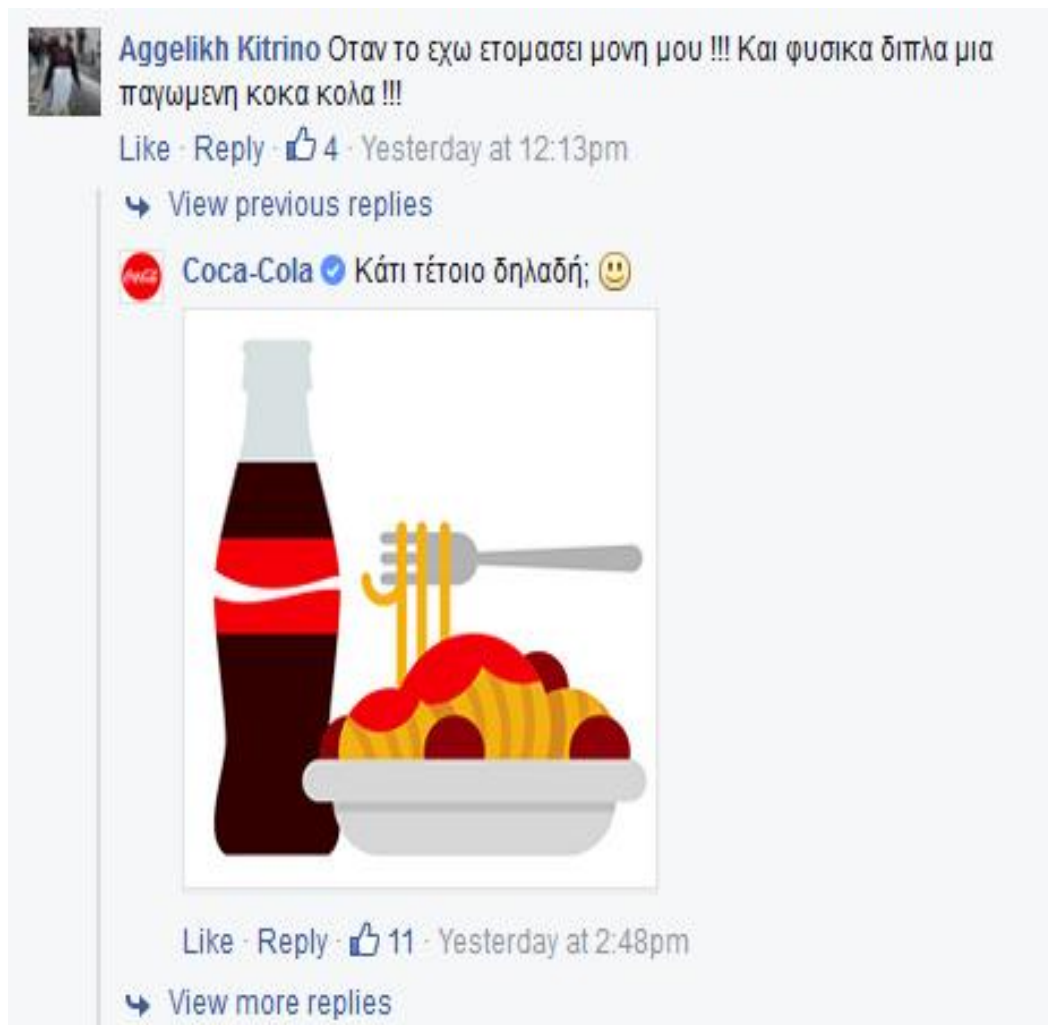 Aggelikh Kitrino Οταν το εχω ετομασει μονη μου !!! Και φυσικα διπλα μια
παγωμενη κοκα κολα !!!
Like · Reply · 4 · Yesterday at 12:13pm
View previous replies
Coca-Cola Κάτι τέτοιο δηλαδή;
Like · Reply · 11 · Yesterday at 2:48pm
View more replies